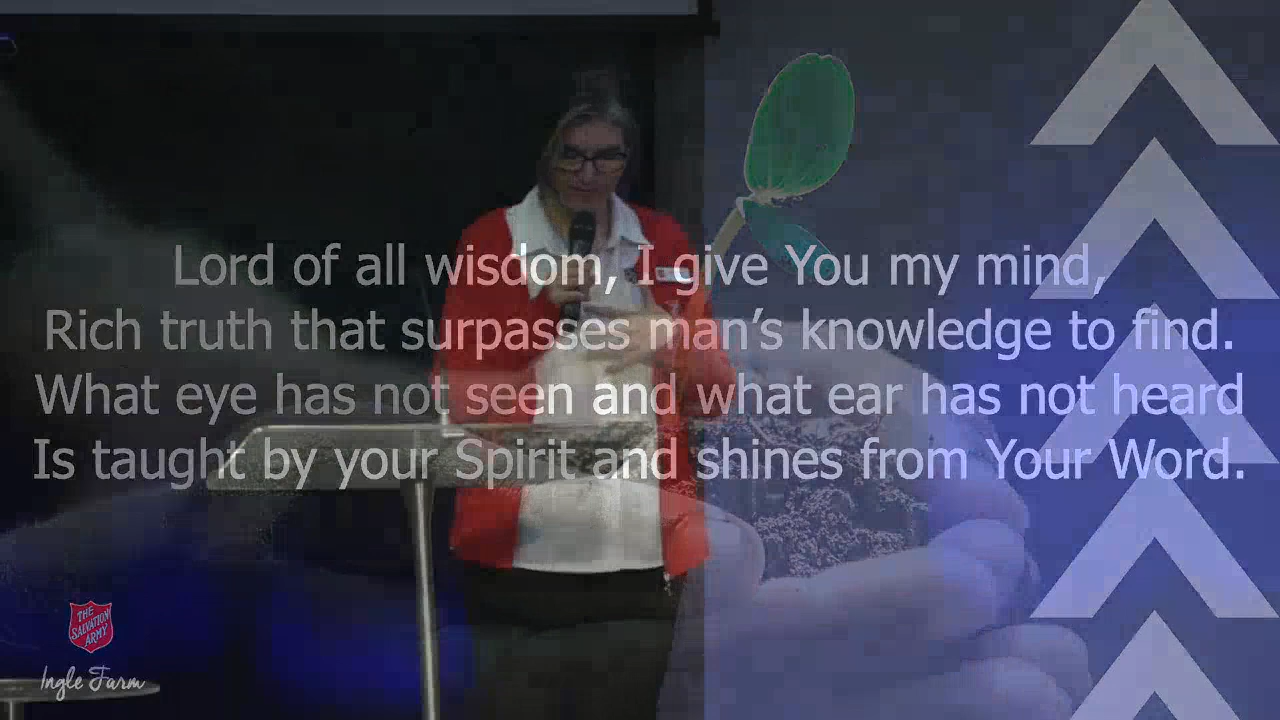 Lord of all wisdom, I give You my mind,
Rich truth that surpasses man’s knowledge to find.
What eye has not seen and what ear has not heard
Is taught by your Spirit and shines from Your Word.
THE
SALVATION
ARMY
Ingle Farm